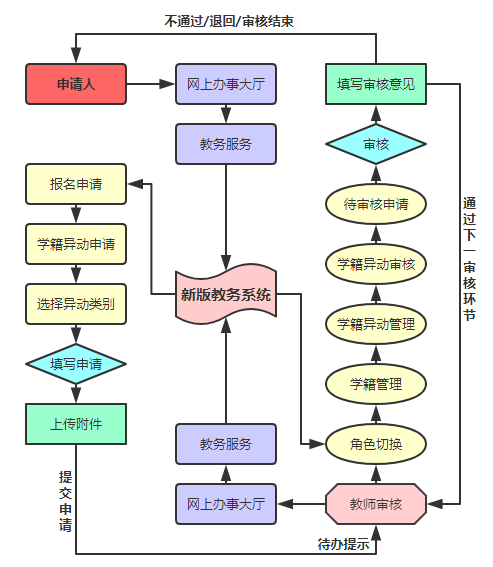 不通过/退回/审核结束
申请人
网上办事大厅
填写审核意见
教务服务
审核
报名申请
待审核申请
通过下一审核环节
学籍异动申请
学籍异动审核
选择异动类别
新版教务系统
学籍异动管理
填写申请
学籍管理
上传附件
教务服务
角色切换
提交申请
网上办事大厅
教师审核
待办提示